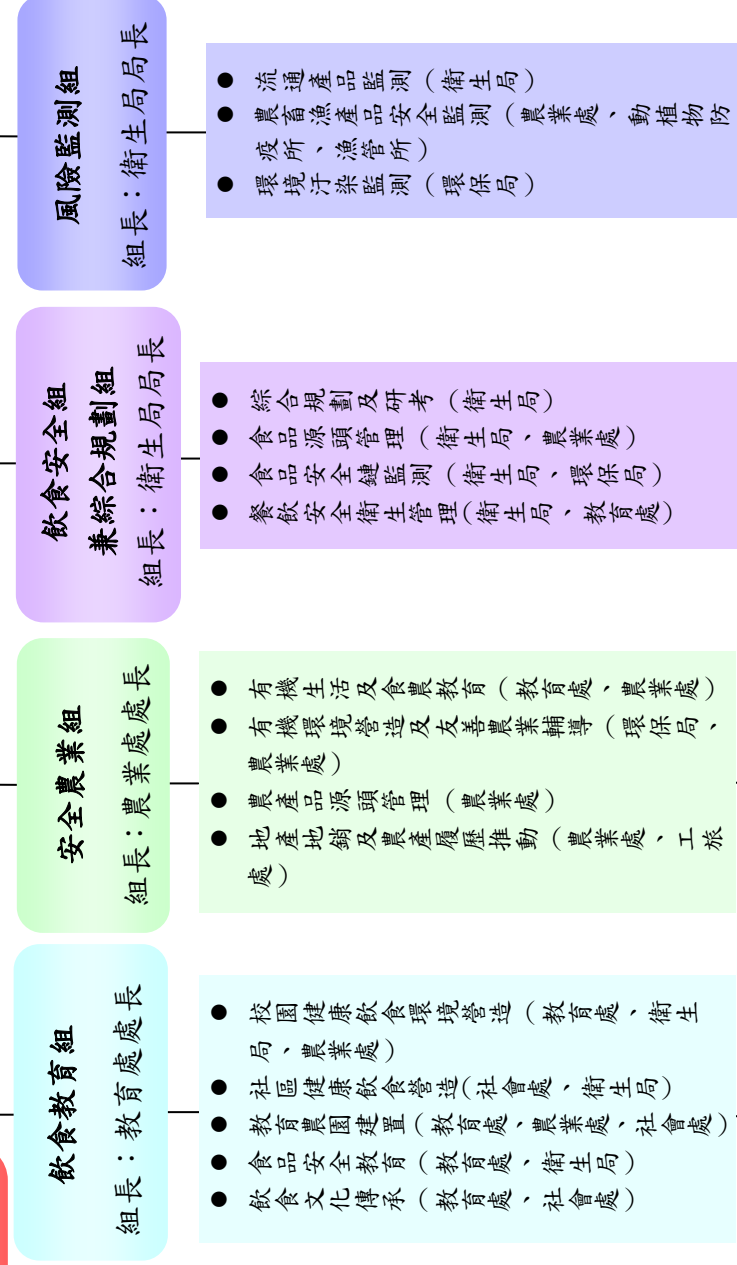 飲食教育組
組長：教育處處長
● 校園健康飲食環境營造（教育處、衛生
局、農業處）
● 社區健康飲食營造(社會處、衛生局)
● 教育農園建置（教育處、農業處、社會處）
● 食品安全教育（教育處、衛生局）
● 飲食文化傳承（教育處、社會處）
安全農業組
組長：農業處處長
● 有機生活及食農教育（教育處、農業處）
● 有機環境營造及友善農業輔導（環保局、
農業處）
● 農產品源頭管理（農業處）
● 地產地銷及農產履歷推動（農業處、工旅
處）
飲食安全組
兼綜合規劃組
組長：衛生局局長
● 綜合規劃及研考（衛生局）
● 食品源頭管理（衛生局、農業處）
● 食品安全鏈監測（衛生局、環保局）
● 餐飲安全衛生管理(衛生局、教育處)
風險監測組
組長：衛生局局長
● 流通產品監測（衛生局）
● 農畜漁產品安全監測（農業處、動植物防
疫所、漁管所）
● 環境汙染監測（環保局）